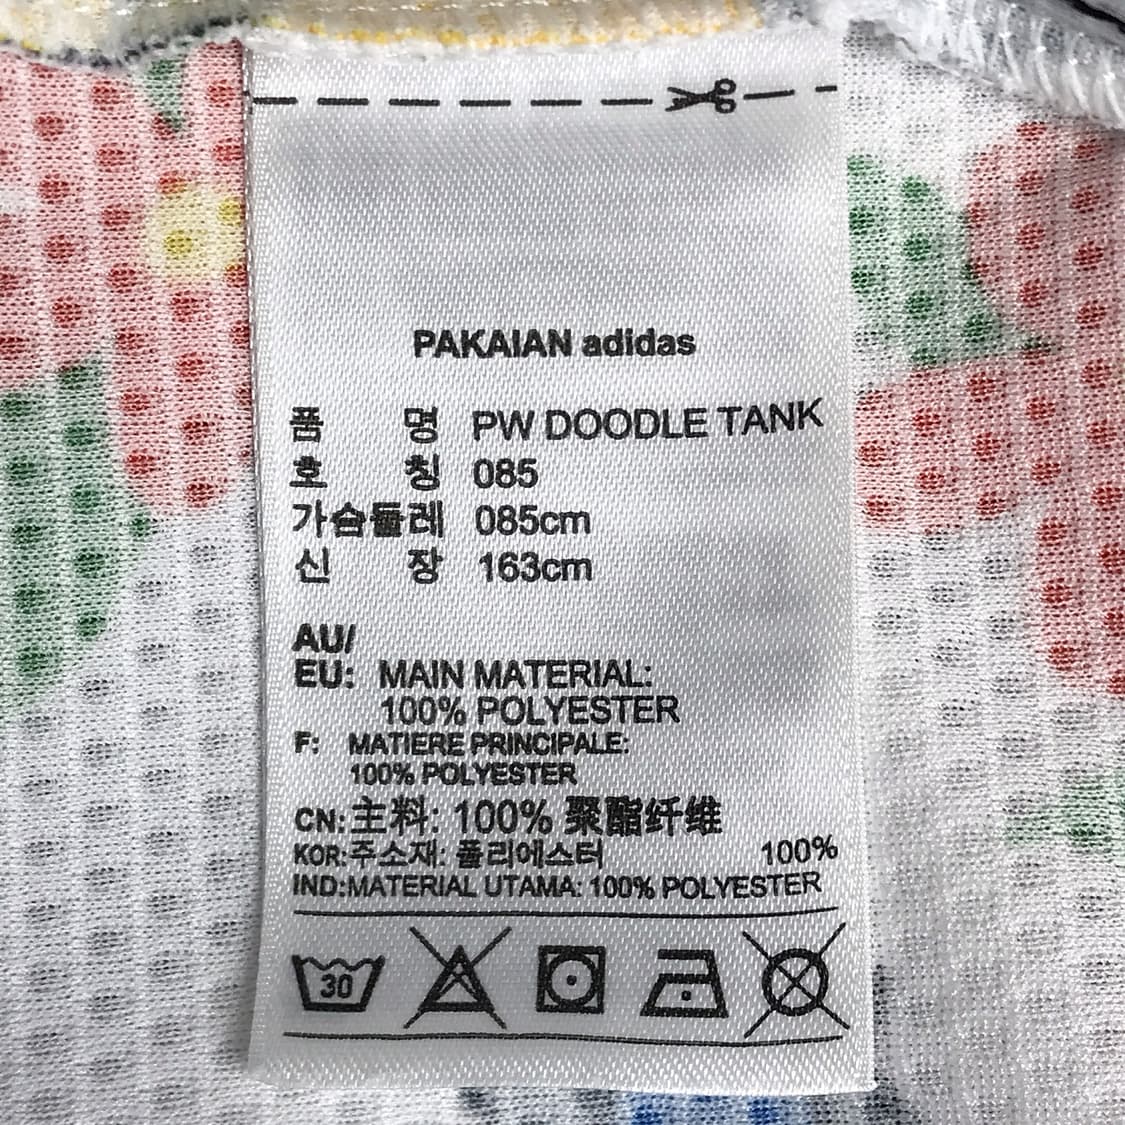 PAKAIAN adidas
품 명 PW DOODLE TANK
호 칭 085
가슴둘레 085cm
신 장 163cm
AU/
EU: MAIN MATERIAL:
100% POLYESTER
F: MATIERE PRINCIPALE:
100% POLYESTER
CN:主料: 100% 聚酯纤维
KOR:주소재: 폴리에스터 100%
IND:MATERIAL UTAMA: 100% POLYESTER
30